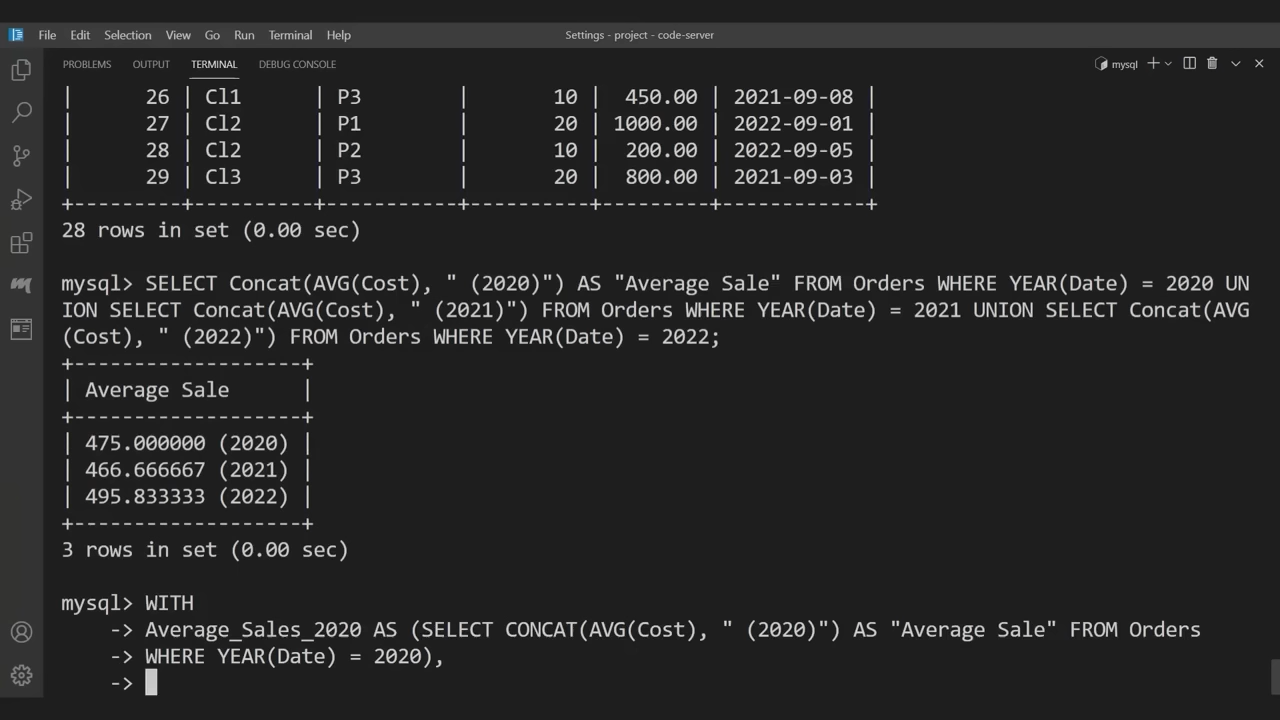 File Edit Selection View Go Run Terminal Help Settings - project - code-server
PROBLEMS OUTPUT TERMINAL DEBUG CONSOLE mysql
| 26 | Cl1 | P3 | 10 | 450.00 | 2021-09-08 |
| 27 | Cl2 | P1 | 20 | 1000.00 | 2022-09-01 |
| 28 | Cl2 | P2 | 10 | 200.00 | 2022-09-05 |
| 29 | Cl3 | P3 | 20 | 800.00 | 2021-09-03 |
+---------+----------+-----------+----------+---------+------------+
28 rows in set (0.00 sec)
mysql> SELECT Concat(AVG(Cost), " (2020)") AS "Average Sale" FROM Orders WHERE YEAR(Date) = 2020 UN
ION SELECT Concat(AVG(Cost), " (2021)") FROM Orders WHERE YEAR(Date) = 2021 UNION SELECT Concat(AVG
(Cost), " (2022)") FROM Orders WHERE YEAR(Date) = 2022;
+-------------------+
| Average Sale |
+-------------------+
| 475.000000 (2020) |
| 466.666667 (2021) |
| 495.833333 (2022) |
+-------------------+
3 rows in set (0.00 sec)
mysql> WITH
-> Average_Sales_2020 AS (SELECT CONCAT(AVG(Cost), " (2020)") AS "Average Sale" FROM Orders
-> WHERE YEAR(Date) = 2020),
->